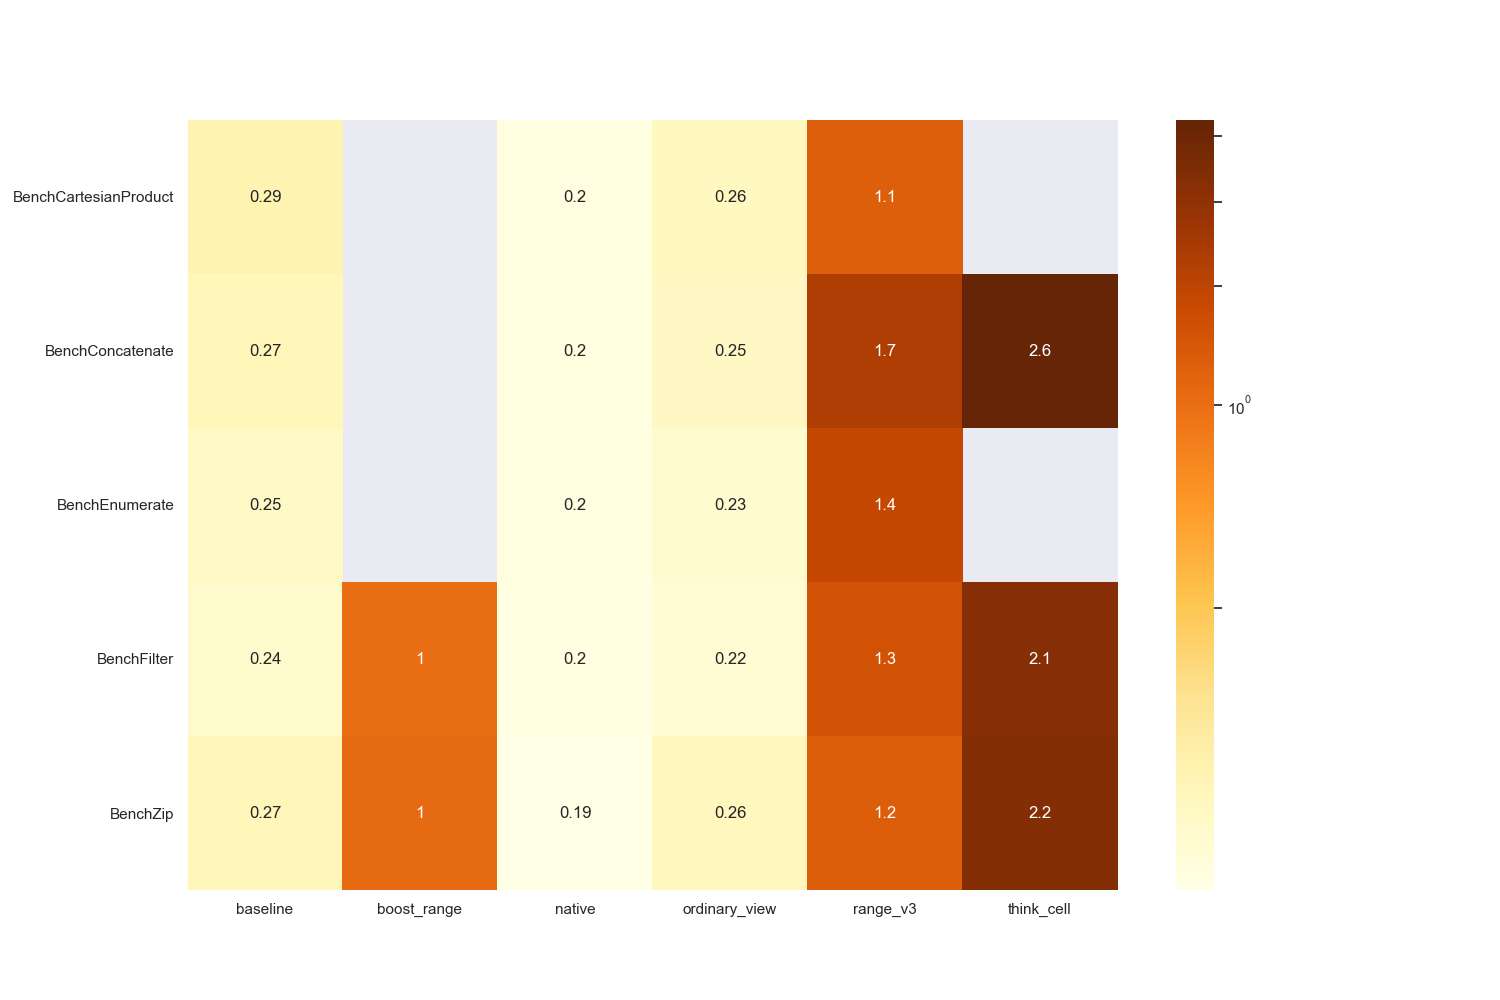 BenchCartesianProduct 0.29 0.2 0.26 1.1
BenchConcatenate 0.27 0.2 0.25 1.7 2.6
10^0
BenchEnumerate 0.25 0.2 0.23 1.4
BenchFilter 0.24 1 0.2 0.22 1.3 2.1
BenchZip 0.27 1 0.19 0.26 1.2 2.2
baseline boost_range native ordinary_view range_v3 think_cell